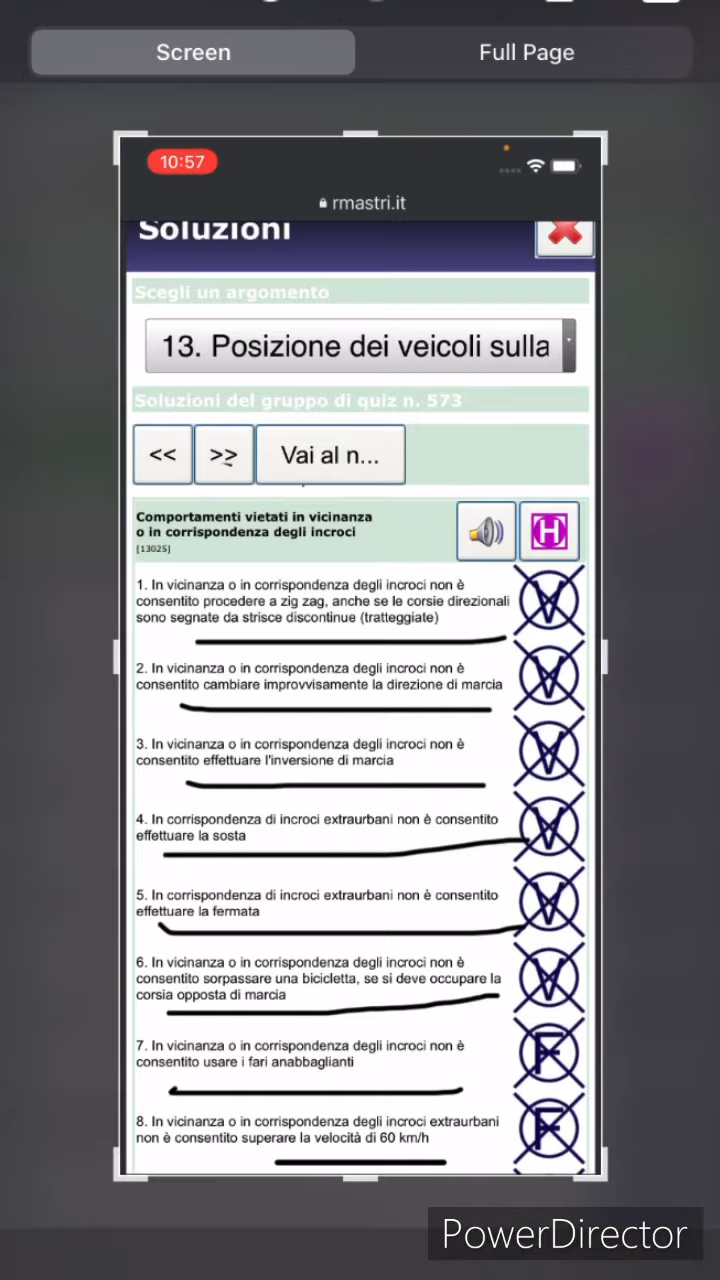 Screen
Full Page
10:57
rmastri.it
Soluzioni
Scegli un argomento
13. Posizione dei veicoli sulla
Soluzioni del gruppo di quiz n. 573
<<
>>
Vai al n...
Comportamenti vietati in vicinanza
o in corrispondenza degli incroci
[13025]
H
1. In vicinanza o in corrispondenza degli incroci non è
consentito procedere a zig zag, anche se le corsie direzionali
sono segnate da strisce discontinue (tratteggiate)
V
2. In vicinanza o in corrispondenza degli incroci non è
consentito cambiare improvvisamente la direzione di marcia
V
3. In vicinanza o in corrispondenza degli incroci non è
consentito effettuare l'inversione di marcia
V
4. In corrispondenza di incroci extraurbani non è consentito
effettuare la sosta
V
5. In corrispondenza di incroci extraurbani non è consentito
effettuare la fermata
V
6. In vicinanza o in corrispondenza degli incroci non è
consentito sorpassare una bicicletta, se si deve occupare la
corsia opposta di marcia
V
7. In vicinanza o in corrispondenza degli incroci non è
consentito usare i fari anabbaglianti
F
8. In vicinanza o in corrispondenza degli incroci extraurbani
non è consentito superare la velocità di 60 km/h
F
PowerDirector